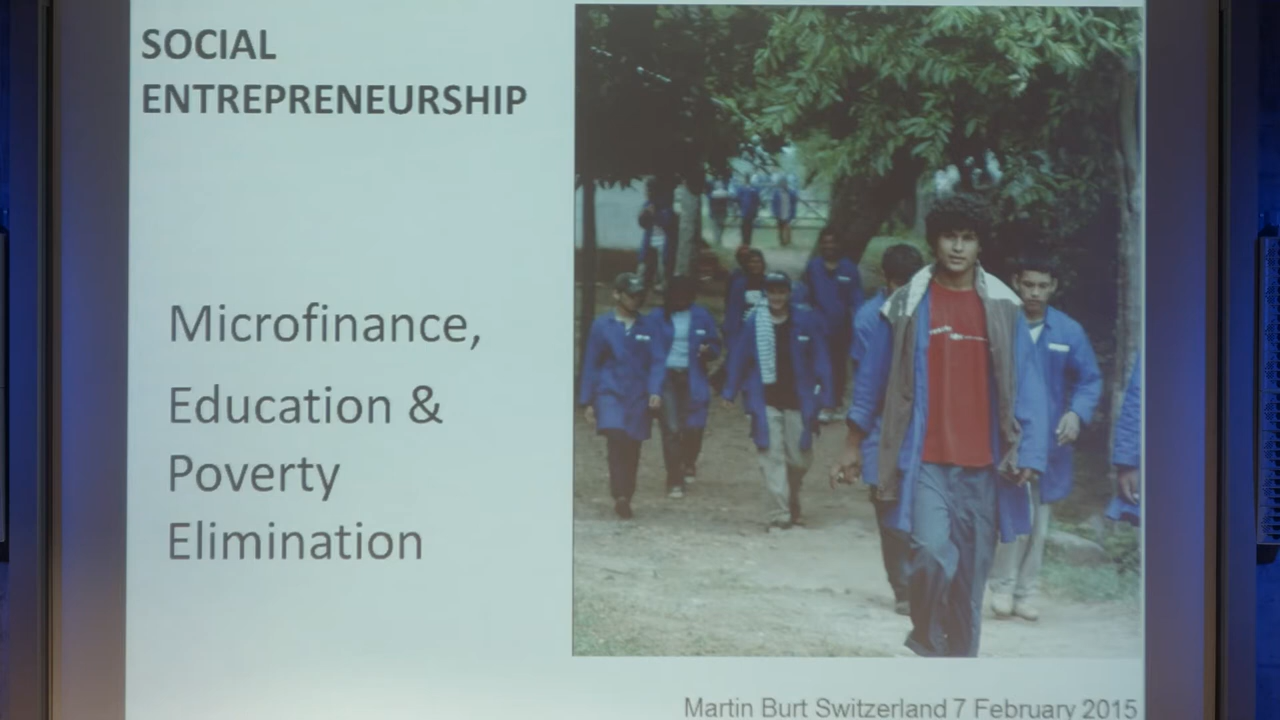 SOCIAL
ENTREPRENEURSHIP
Microfinance,
Education &
Poverty
Elimination
Martin Burt Switzerland 7 February 2015